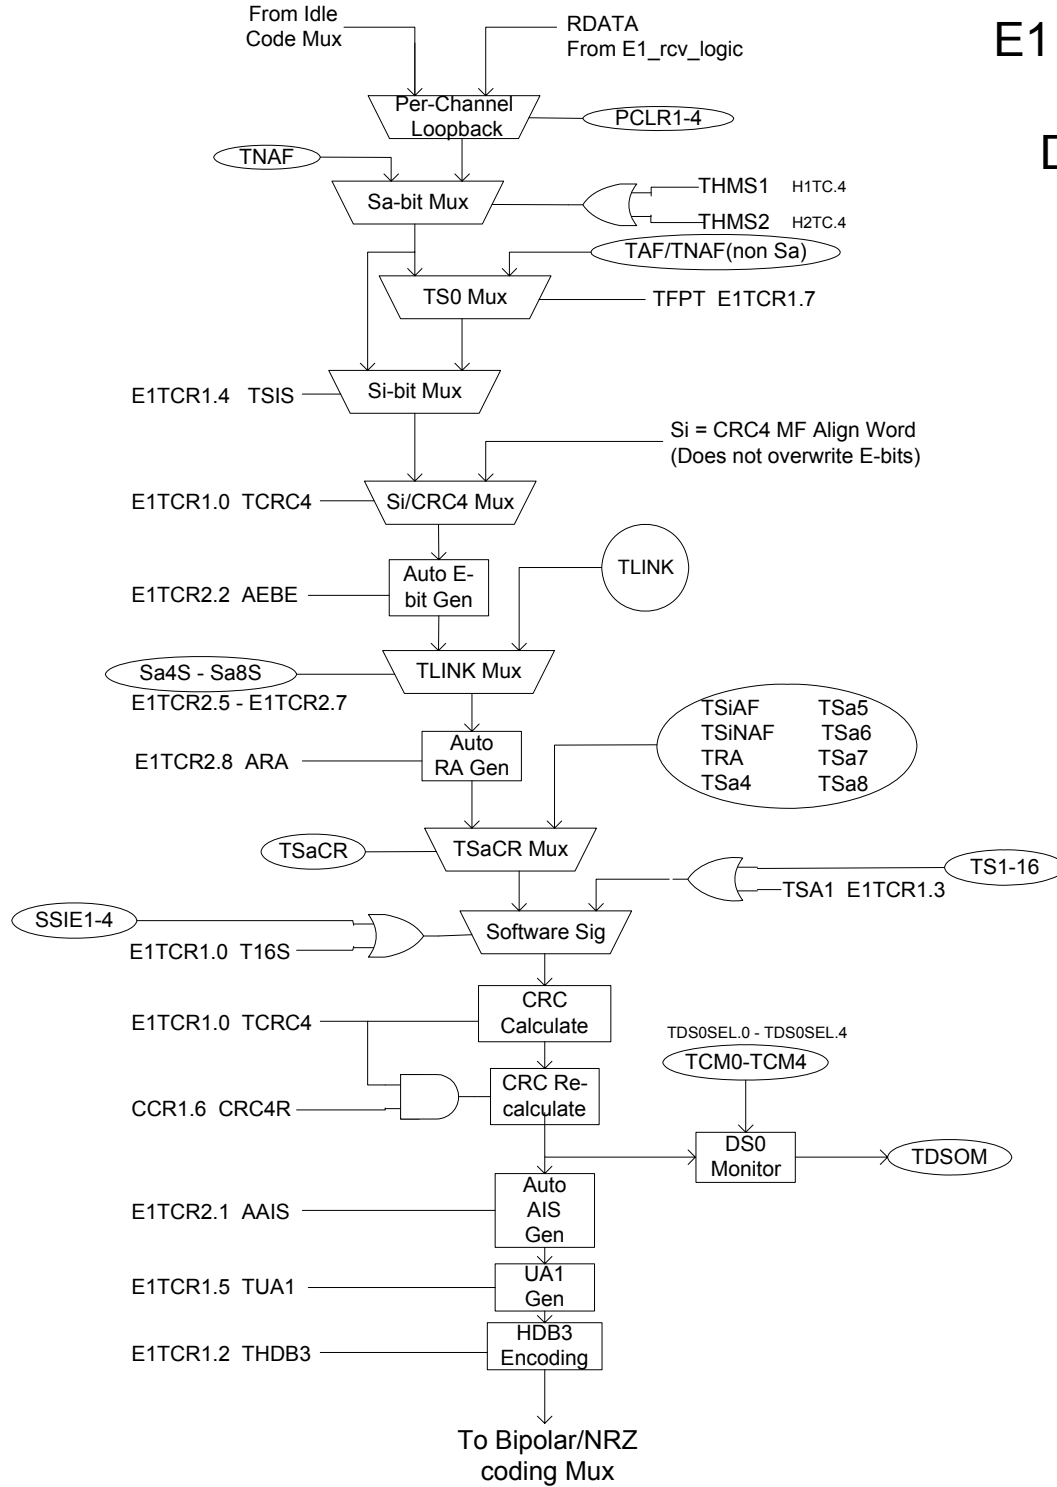 From Idle
Code Mux
RDATA
From E1_rcv_logic
E1
Per-Channel
Loopback
PCLR1-4
D
TNAF
Sa-bit Mux
THMS1 H1TC.4
THMS2 H2TC.4
TAF/TNAF(non Sa)
TS0 Mux
TFPT E1TCR1.7
E1TCR1.4 TSIS
Si-bit Mux
Si = CRC4 MF Align Word
(Does not overwrite E-bits)
E1TCR1.0 TCRC4
Si/CRC4 Mux
Auto E-
bit Gen
TLINK
E1TCR2.2 AEBE
Sa4S - Sa8S
TLINK Mux
E1TCR2.5 - E1TCR2.7
TSiAF TSa5
TSiNAF TSa6
TRA TSa7
TSa4 TSa8
Auto
RA Gen
E1TCR2.8 ARA
TSaCR
TSaCR Mux
TS1-16
TSA1 E1TCR1.3
SSIE1-4
Software Sig
E1TCR1.0 T16S
CRC
Calculate
E1TCR1.0 TCRC4
TDS0SEL.0 - TDS0SEL.4
TCM0-TCM4
CRC Re-
calculate
CCR1.6 CRC4R
DS0
Monitor
TDSOM
Auto
AIS
Gen
E1TCR2.1 AAIS
UA1
Gen
E1TCR1.5 TUA1
HDB3
Encoding
E1TCR1.2 THDB3
To Bipolar/NRZ
coding Mux